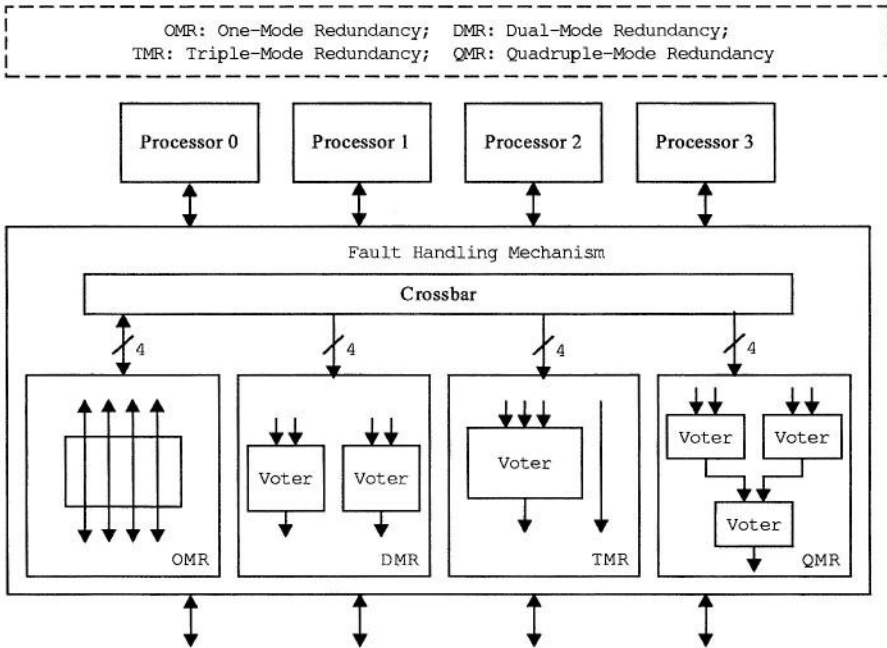 OMR: One-Mode Redundancy; DMR: Dual-Mode Redundancy;
TMR: Triple-Mode Redundancy; QMR: Quadruple-Mode Redundancy
Processor 0
Processor 1
Processor 2
Processor 3
Fault Handling Mechanism
Crossbar
4
4
4
4
OMR
Voter
Voter
DMR
Voter
TMR
Voter
Voter
Voter
QMR